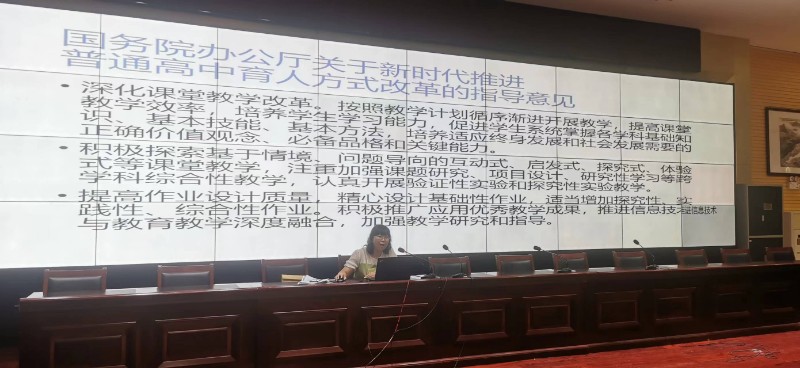 国务院办公厅关于新时代推进
普通高中育人方式改革的指导意见
• 深化课堂教学改革。按照教学计划循序渐进开展教学，提高课堂
教学效率，培养学生学习能力，促进学生系统掌握各学科基础知
识、基本技能、基本方法，培养适应终身发展和社会发展需要的
正确价值观念、必备品格和关键能力。
• 积极探索基于情境、问题导向的互动式、启发式、探究式、体验
式等课堂教学，注重加强课题研究、项目设计、研究性学习等跨
学科综合性教学，认真开展验证性实验和探究性实验教学。
• 提高作业设计质量，精心设计基础性作业，适当增加探究性、实
践性、综合性作业。积极推广应用优秀教学成果，推进信息技术
与教育教学深度融合，加强教学研究和指导。